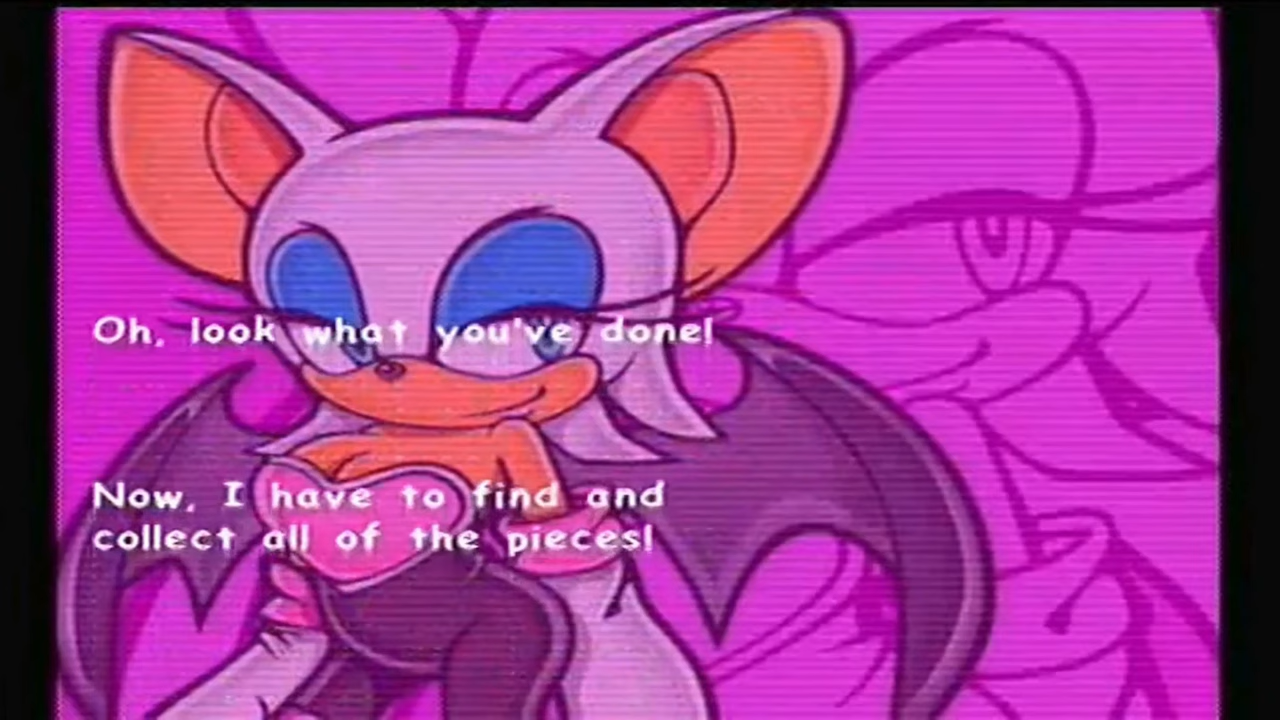 Oh, look what you've done!
Now, I have to find and
collect all of the pieces!